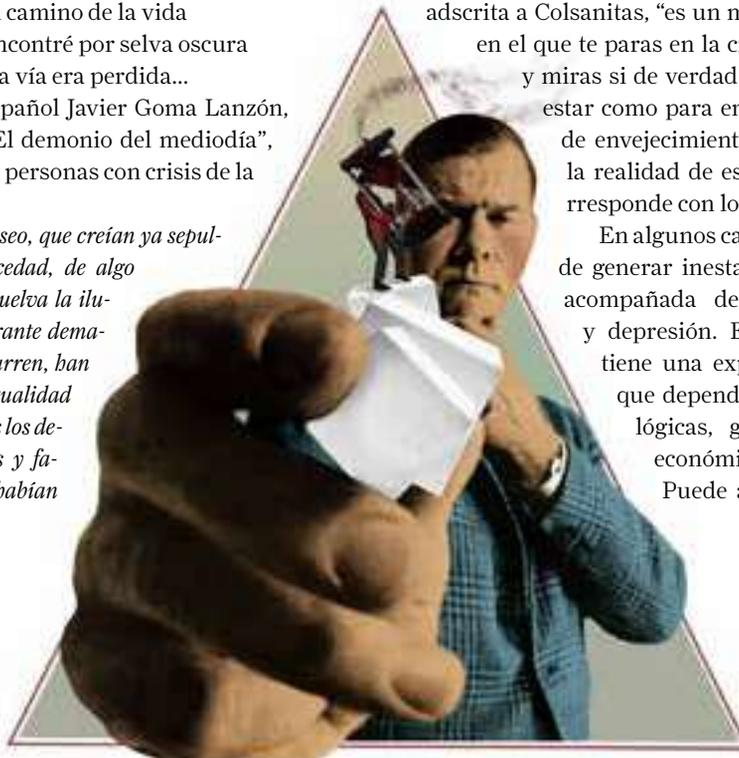 camino de la vida
ncontré por selva oscura
a vía era perdida...
pañol Javier Goma Lanzón,
El demonio del mediodía”,
personas con crisis de la
seo, que creían ya sepul-
cedad, de algo
uelva la ilu-
rante dema-
urren, han
ualidad
los de-
s y fa-
habían
adscrita a Colsanitas, “es un m
en el que te paras en la c
y miras si de verdad
estar como para en
de envejecimient
la realidad de es
rresponde con lo
En algunos ca
de generar inesta
acompañada de
y depresión. E
tiene una exp
que depend
lógicas, g
económi
Puede a